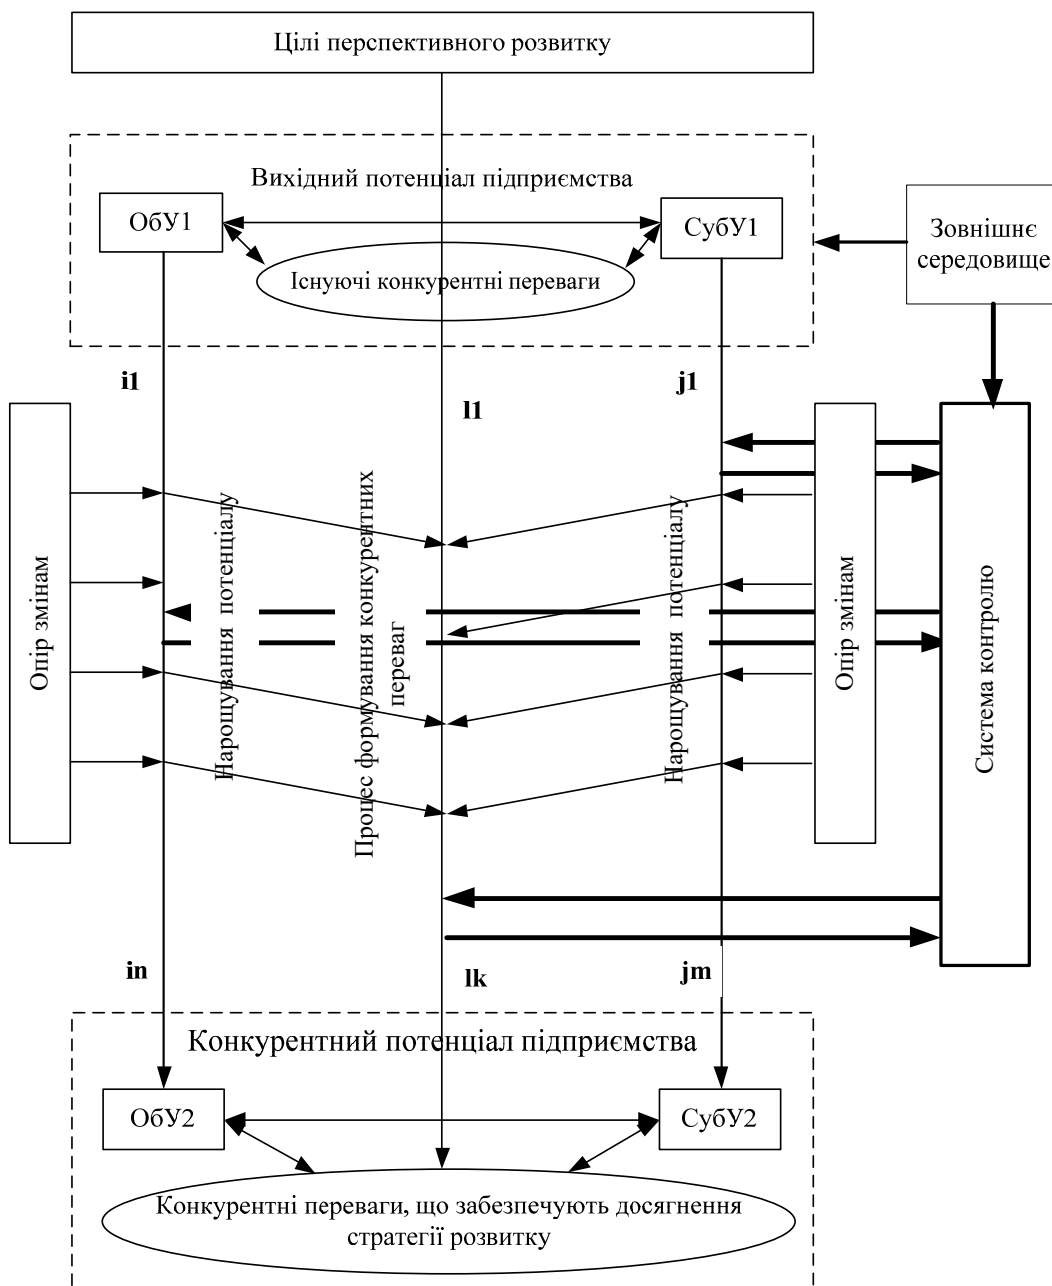 Цілі перспективного розвитку
Вихідний потенціал підприємства
ОбУ1
СубУ1
Зовнішнє
середовище
Існуючі конкурентні переваги
i1
l1
j1
Опір змінам
Нарощування потенціалу
Процес формування конкурентних
переваг
Нарощування потенціалу
Опір змінам
Система контролю
in
lk
jm
Конкурентний потенціал підприємства
ОбУ2
СубУ2
Конкурентні переваги, що забезпечують досягнення
стратегії розвитку